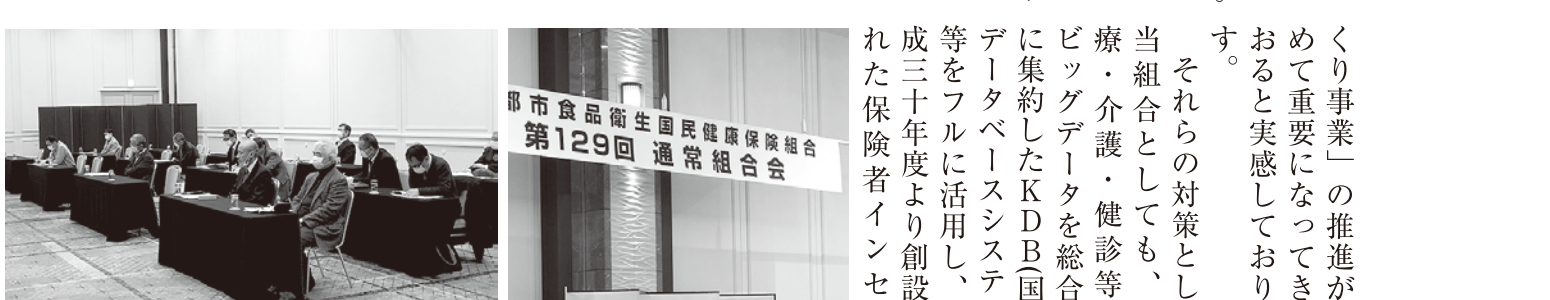 くり事業」の推進が
めて重要になってき
おると実感しており
す。
それらの対策とし
当組合としても、
療・介護・健診等
ビッグデータを総合
に集約したKDB(国
データベースシステ
等をフルに活用し、
成三十年度より創設
れた保険者インセ
都市食品衛生国民健康保険組合
第129回 通常組合会